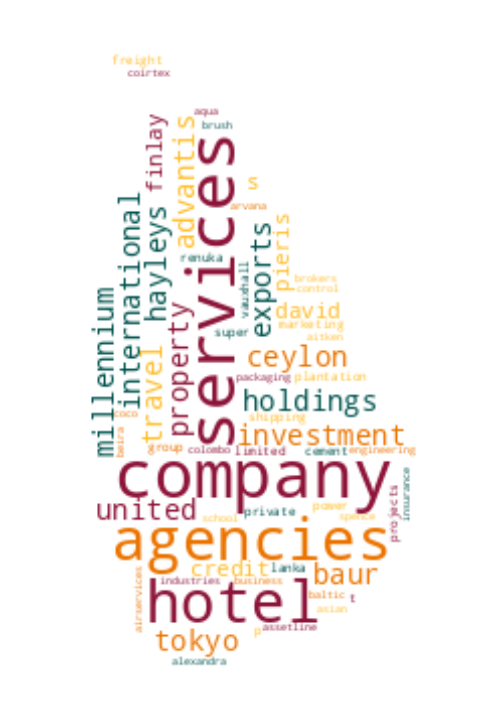 freight
coirtex
aqua
brush
finlay
advantis
services
s
arvana
international
hayleys
exports
pieris
renuka
vauxhall
brokers
control
millennium
property
david
marketing
super
aitken
travel
ceylon
packaging
plantation
holdings
coco
shipping
beira
investment
group
colombo
limited
cement
engineering
company
insurance
projects
united
school
private
power
spence
agencies
credit
lanka
baur
airservices
industries
business
hotel
baltic
t
asian
p
assetline
tokyo
alexandra